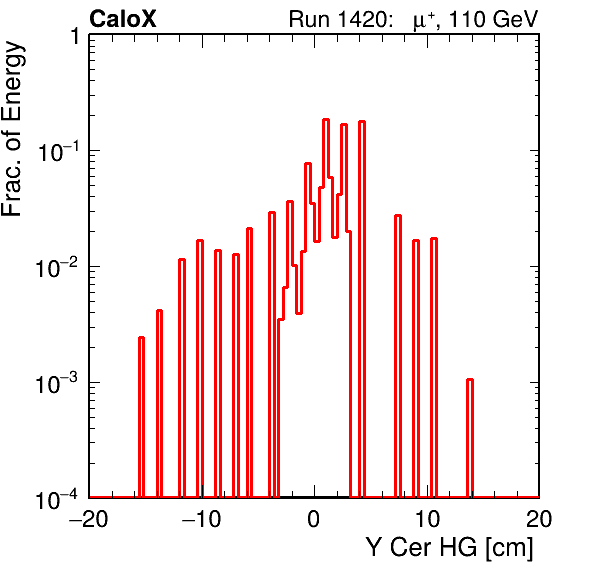 CaloX Run 1420: μ⁺, 110 GeV
Frac. of Energy
1
10⁻¹
10⁻²
10⁻³
10⁻⁴
−20 −10 0 10 20
Y Cer HG [cm]